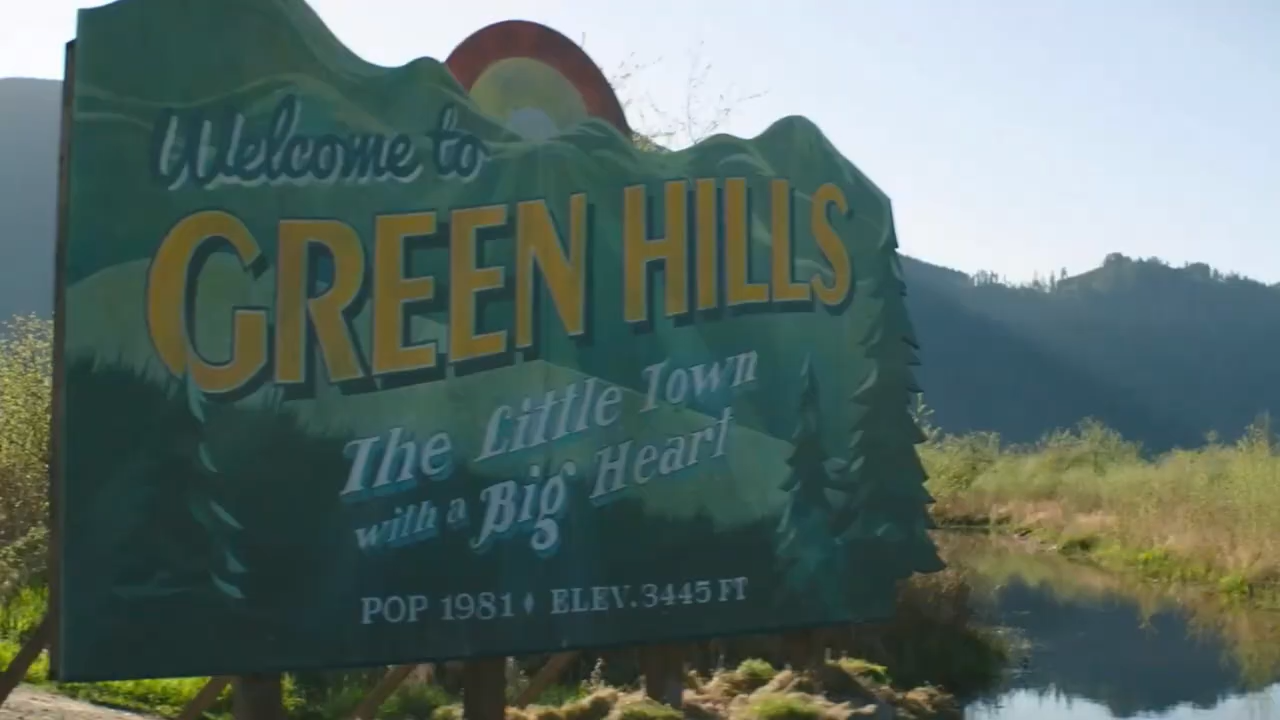 Welcome to
GREEN HILLS
The Little Town
with a Big Heart
POP 1981 ♦ ELEV. 3445 FT